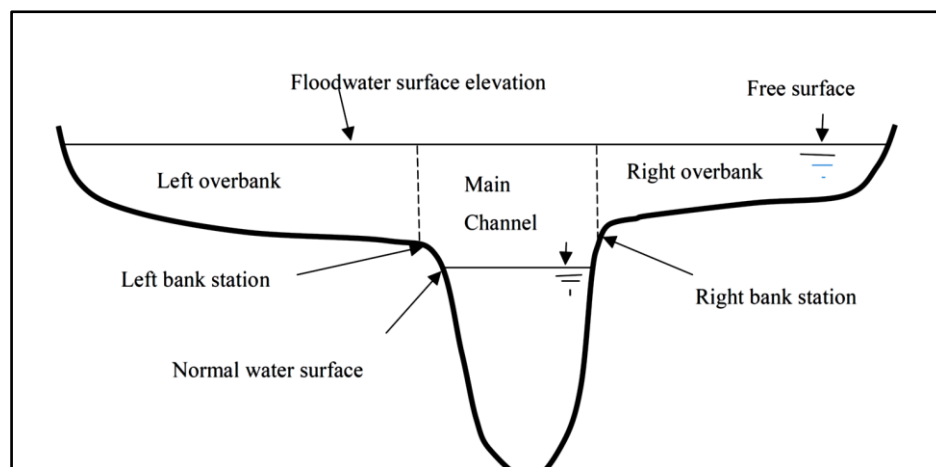 Floodwater surface elevation
Free surface
Left overbank
Main
Channel
Right overbank
Left bank station
Right bank station
Normal water surface